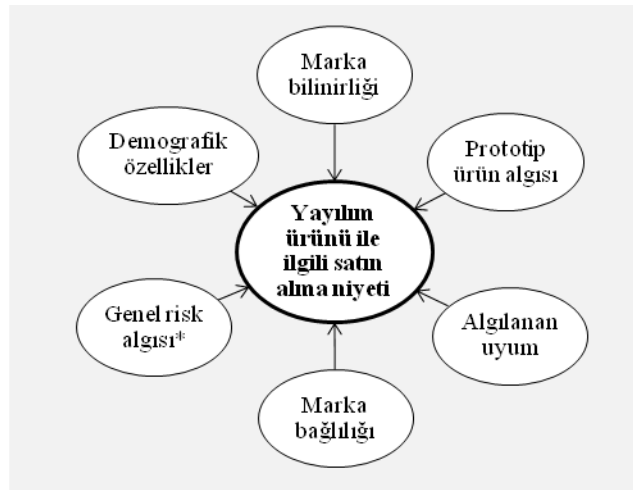 Marka
bilinirliği
Demografik
özellikler
Prototip
ürün algısı
Yayılım
ürünü ile
ilgili satın
alma niyeti
Genel risk
algısı*
Algılanan
uyum
Marka
bağlılığı